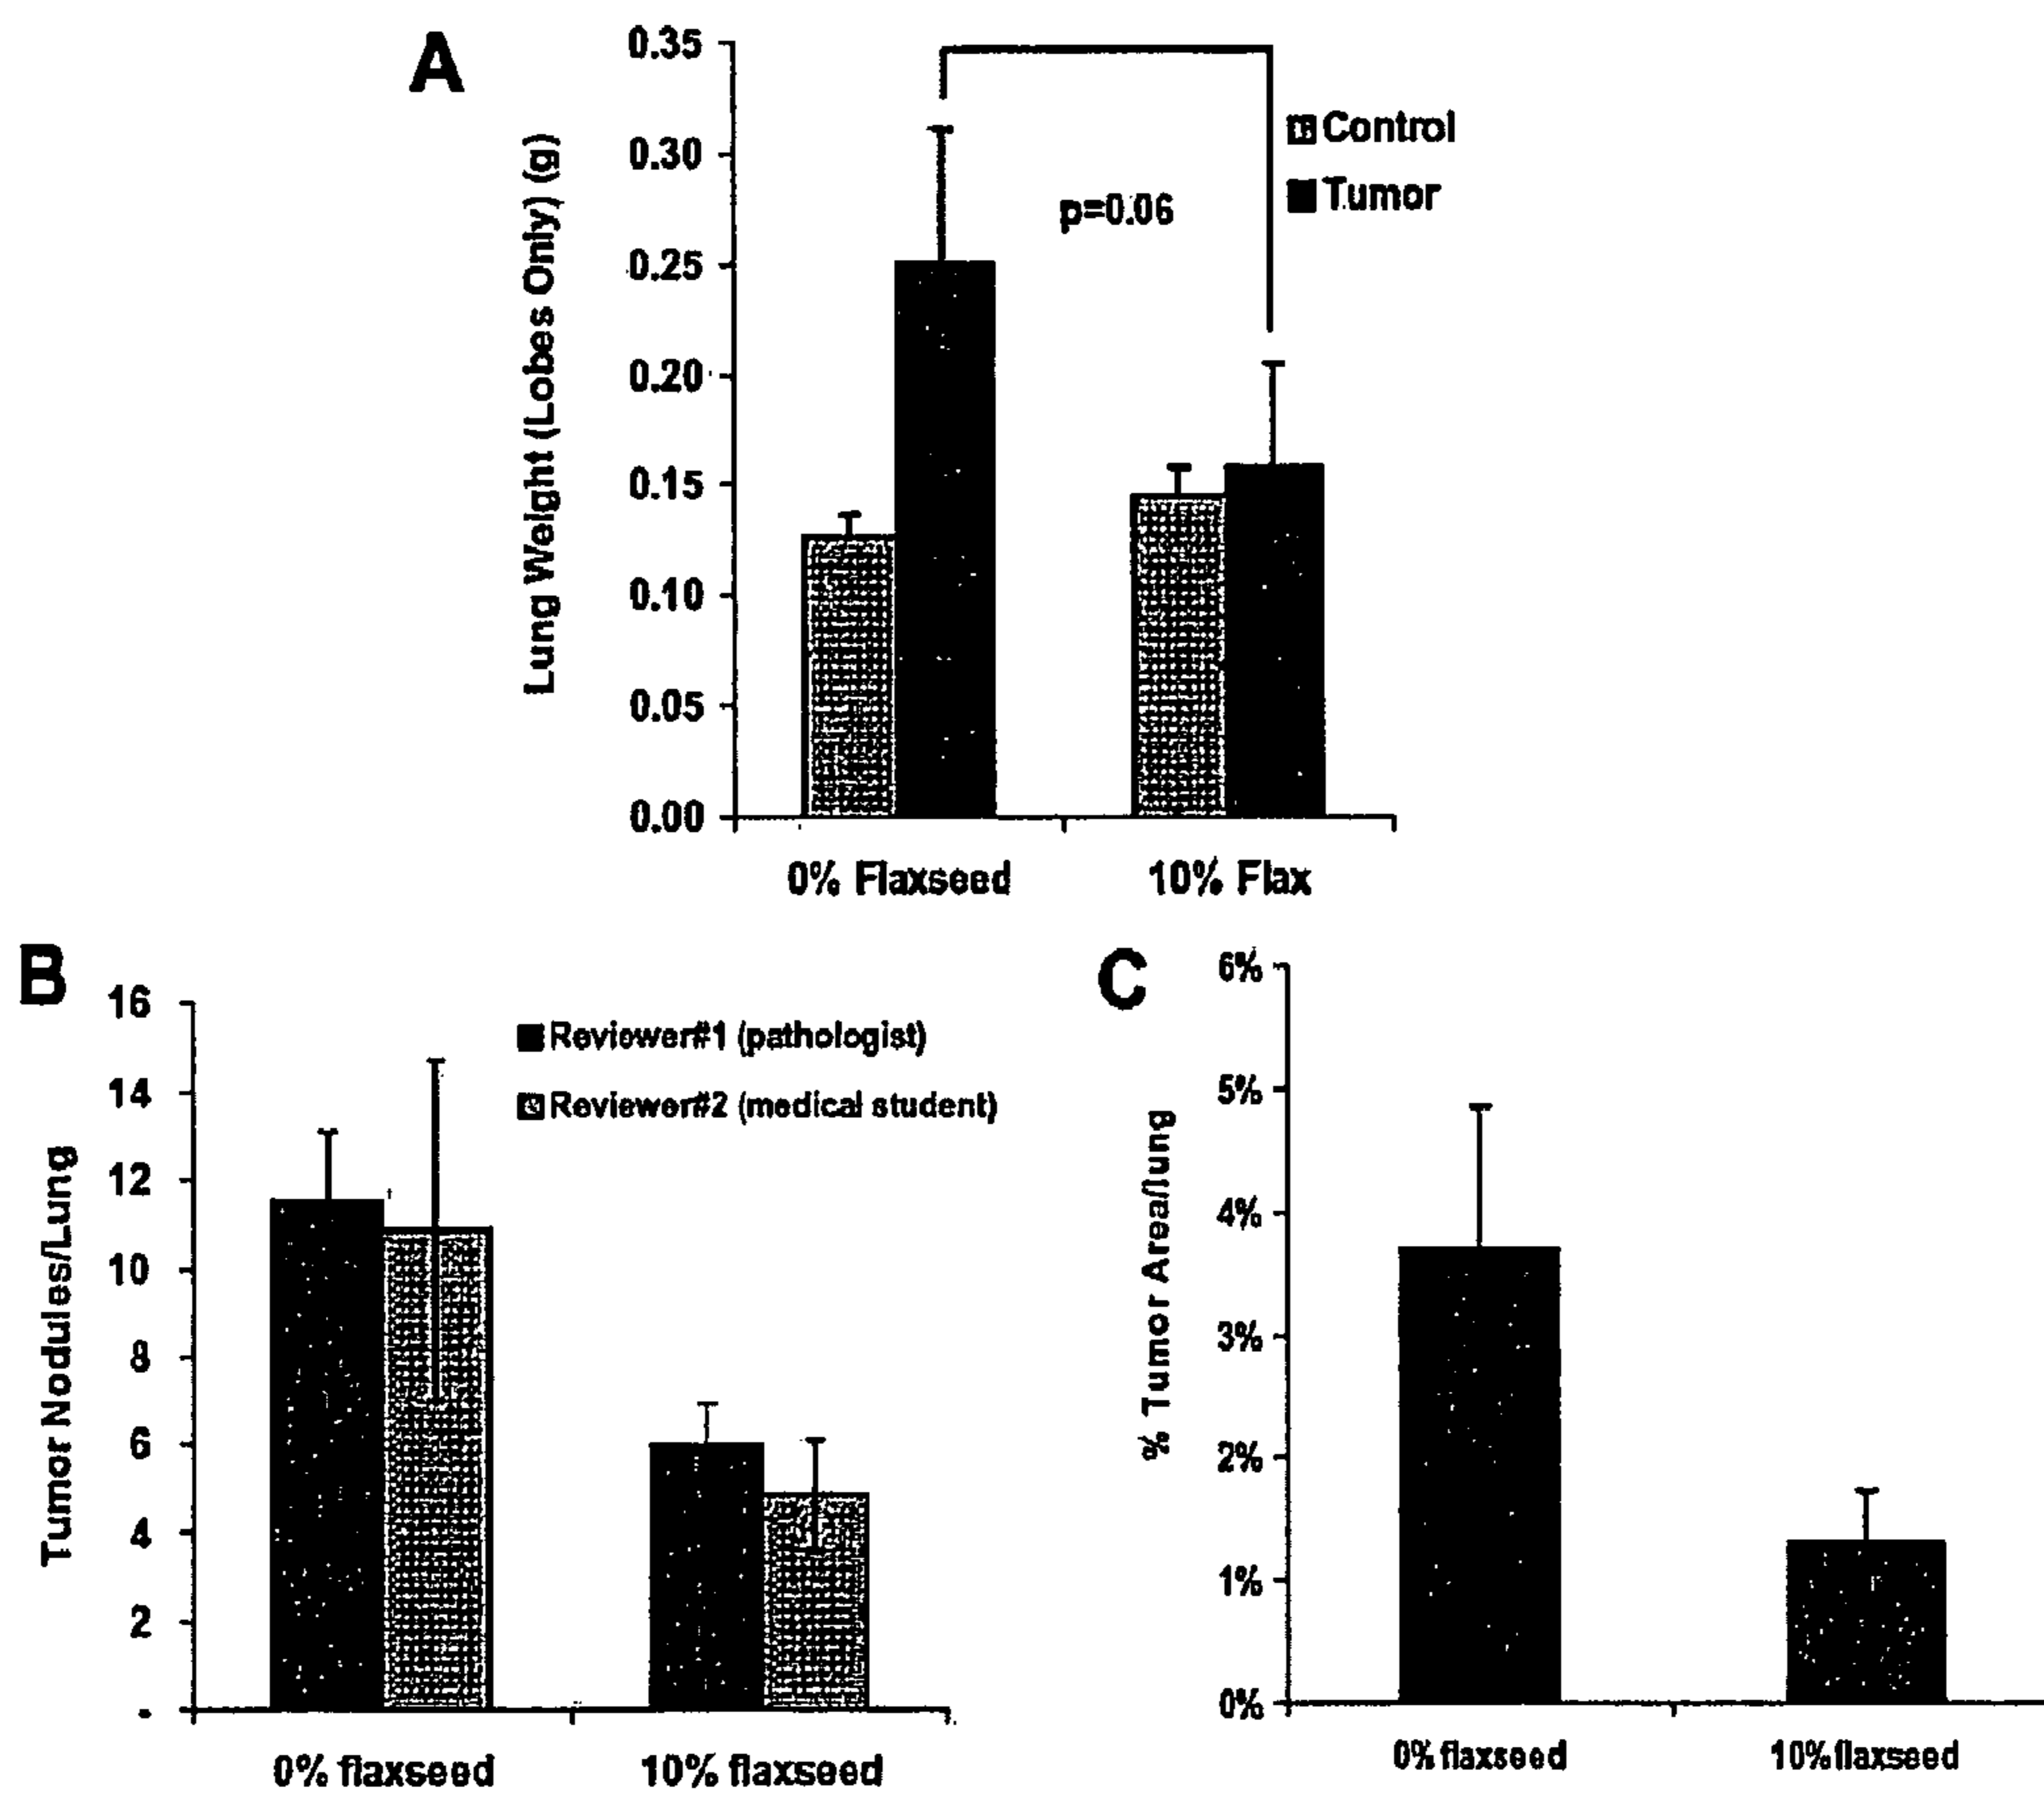 A
0.35
0.30
0.25
0.20
0.15
0.10
0.05
0.00
Lung Weight (Lobes Only) (g)
p=0.06
Control
Tumor
0% Flaxseed
10% Flax
B
16
14
12
10
8
6
4
2
-
Tumor Nodules/Lung
Reviewer#1 (pathologist)
Reviewer#2 (medical student)
0% flaxseed
10% flaxseed
C
6%
5%
4%
3%
2%
1%
0%
% Tumor Area/lung
0% flaxseed
10% flaxseed